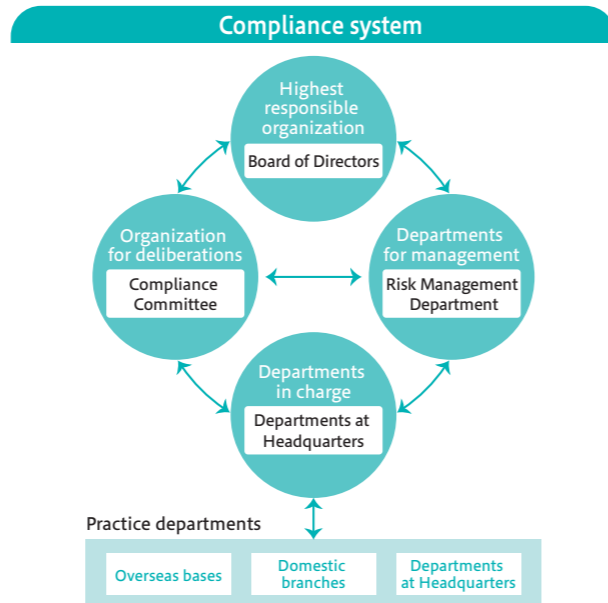 Compliance system
Highest
responsible
organization
Board of Directors
Organization
for deliberations
Compliance
Committee
Departments
for management
Risk Management
Department
Departments
in charge
Departments at
Headquarters
Practice departments
Overseas bases
Domestic
branches
Departments
at Headquarters